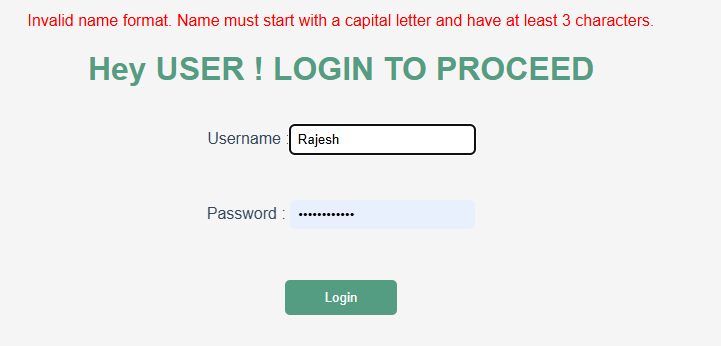 Invalid name format. Name must start with a capital letter and have at least 3 characters.
Hey USER ! LOGIN TO PROCEED
Username : Rajesh
Password : ••••••••••••
Login